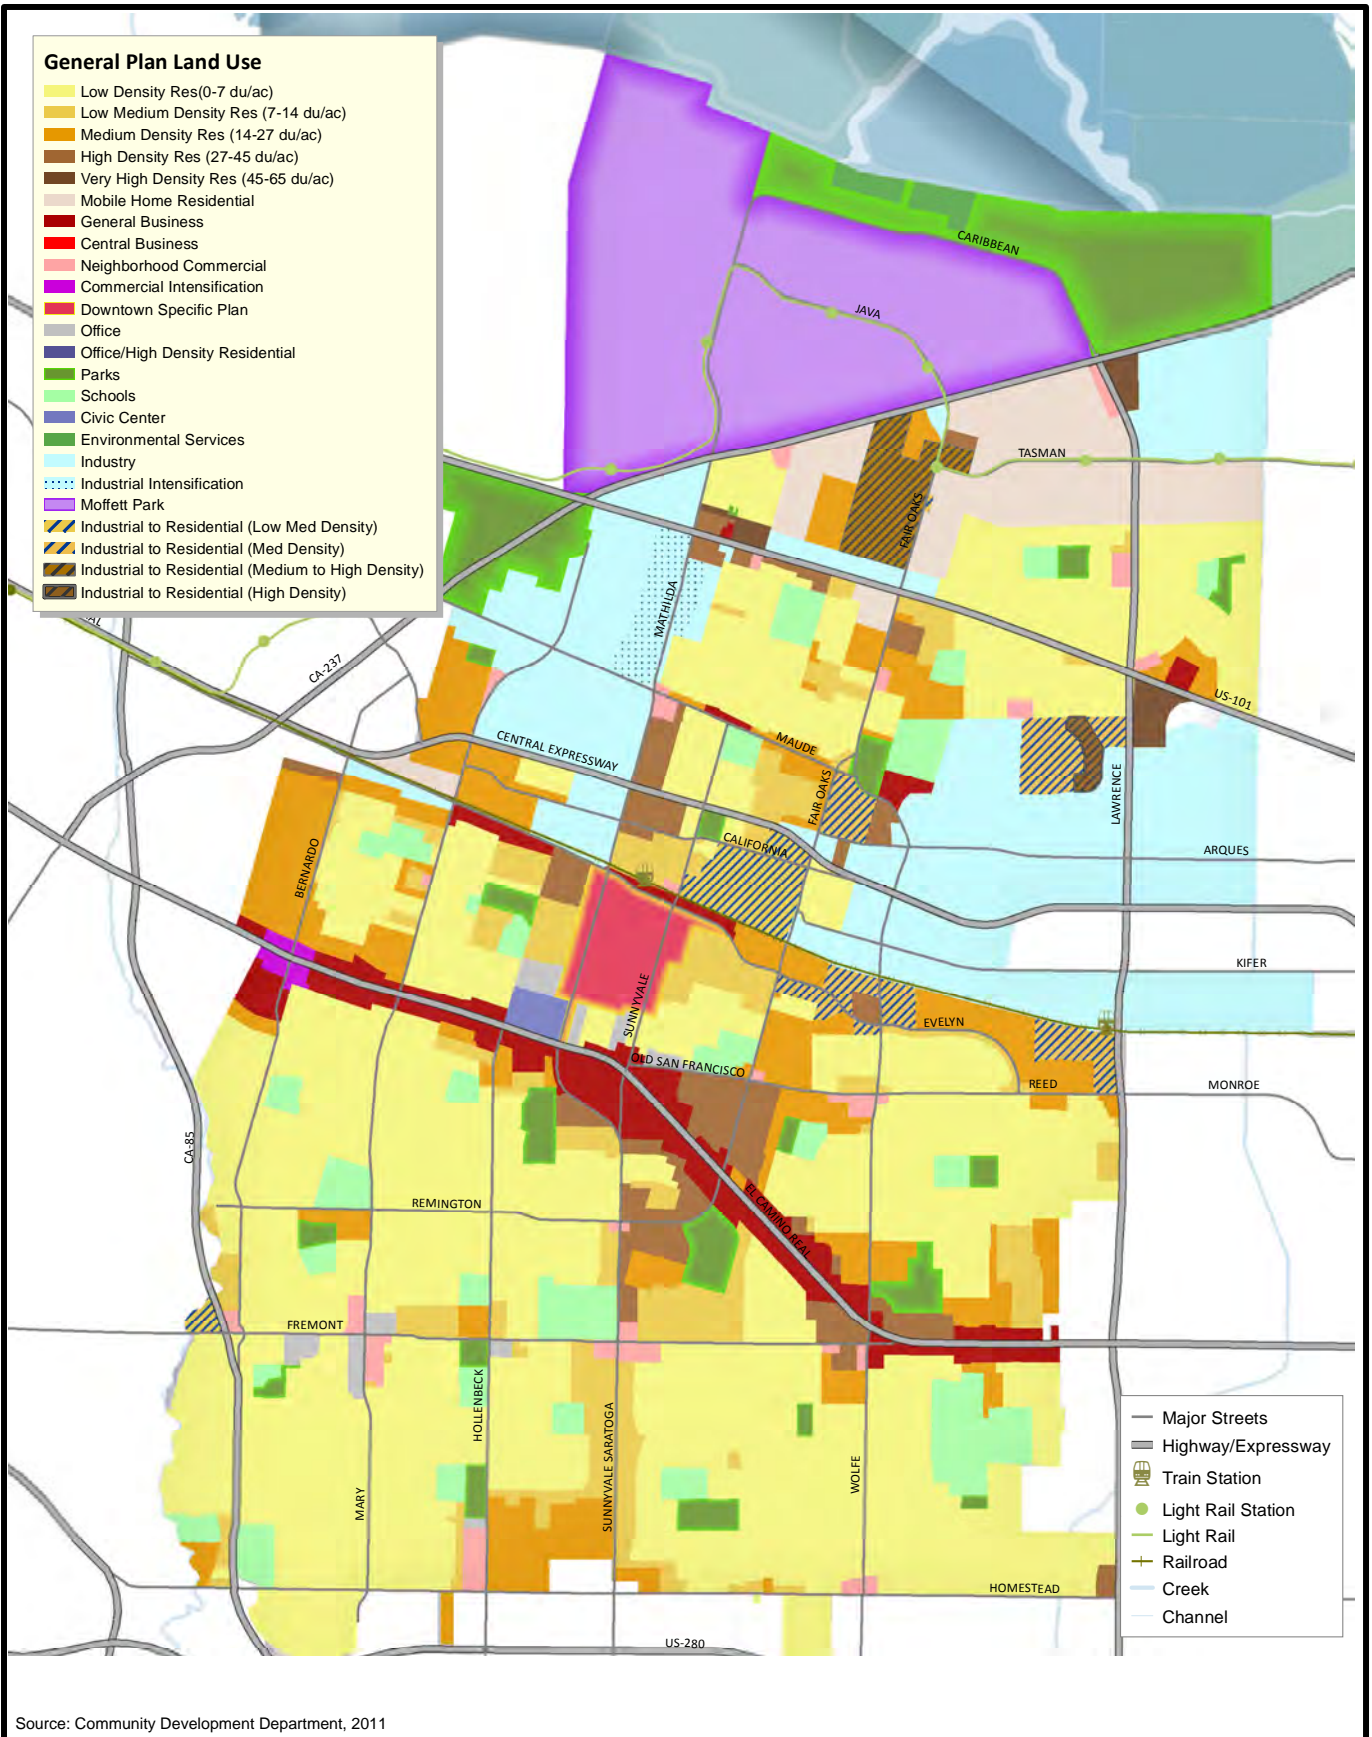 General Plan Land Use
Low Density Res(0-7 du/ac)
Low Medium Density Res (7-14 du/ac)
Medium Density Res (14-27 du/ac)
High Density Res (27-45 du/ac)
Very High Density Res (45-65 du/ac)
Mobile Home Residential
General Business
Central Business
Neighborhood Commercial
Commercial Intensification
Downtown Specific Plan
Office
Office/High Density Residential
Parks
Schools
Civic Center
Environmental Services
Industry
Industrial Intensification
Moffett Park
Industrial to Residential (Low Med Density)
Industrial to Residential (Med Density)
Industrial to Residential (Medium to High Density)
Industrial to Residential (High Density)
CARIBBEAN
JAVA
TASMAN
FAIR OAKS
MATHILDA
CA-237
US-101
CENTRAL EXPRESSWAY
MAUDE
FAIR OAKS
LAWRENCE
CALIFORNIA
ARQUES
BERNARDO
KIFER
SUNNYVALE
EVELYN
OLD SAN FRANCISCO
REED
MONROE
CA-85
REMINGTON
EL CAMINO REAL
FREMONT
HOLLENBECK
SUNNYVALE SARATOGA
MARY
WOLFE
HOMESTEAD
US-280
Major Streets
Highway/Expressway
Train Station
Light Rail Station
Light Rail
Railroad
Creek
Channel
Source: Community Development Department, 2011